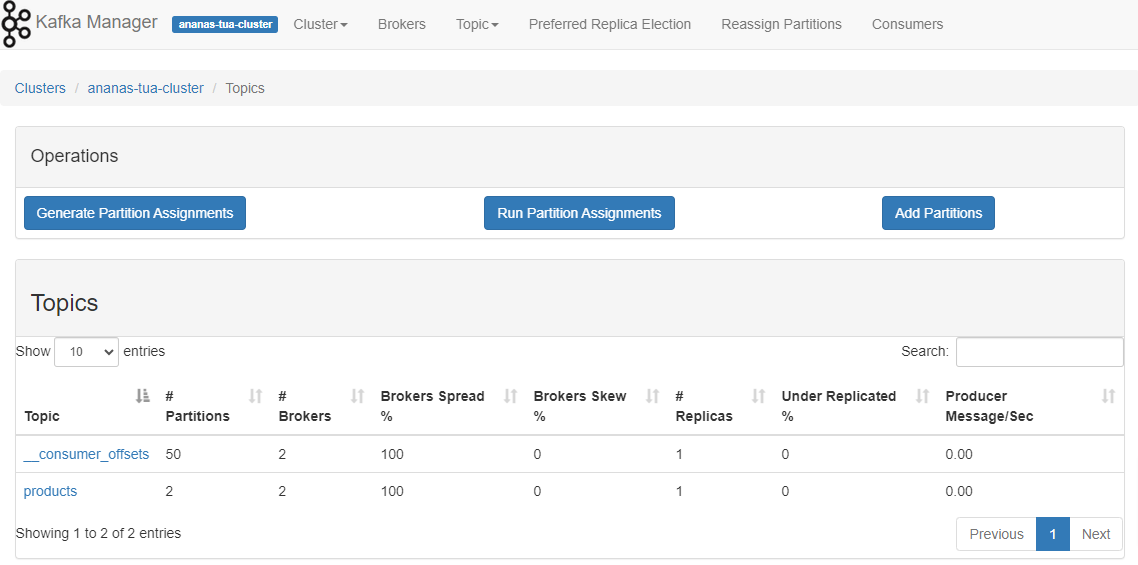 Kafka Manager ananas-tua-cluster Cluster Brokers Topic Preferred Replica Election Reassign Partitions Consumers
Clusters / ananas-tua-cluster / Topics
Operations
Generate Partition Assignments Run Partition Assignments Add Partitions
Topics
Show 10 entries Search:
Topic # Partitions # Brokers Brokers Spread % Brokers Skew % # Replicas Under Replicated % Producer Message/Sec
__consumer_offsets 50 2 100 0 1 0 0.00
products 2 2 100 0 1 0 0.00
Showing 1 to 2 of 2 entries Previous 1 Next